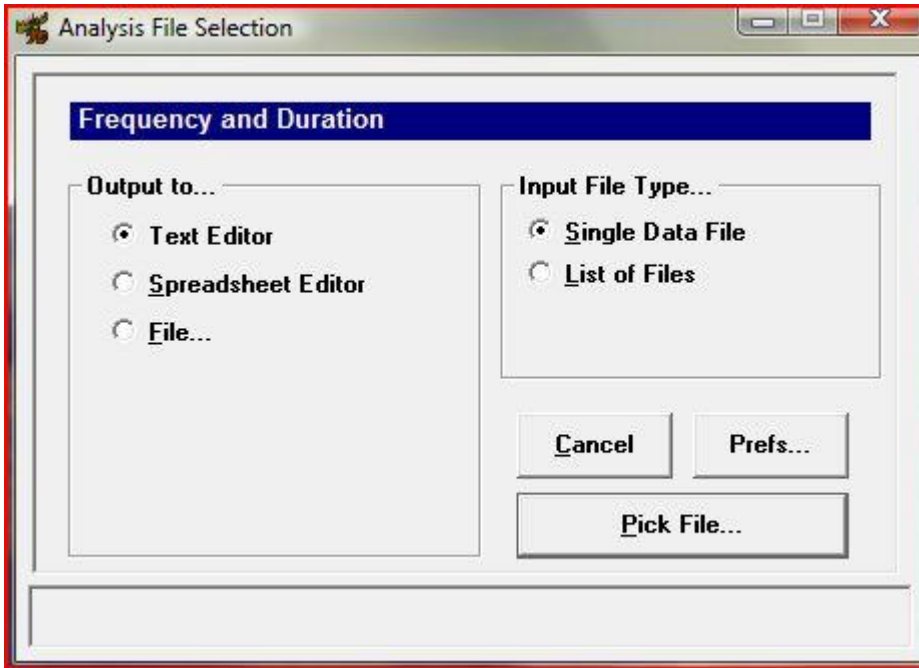 Analysis File Selection
Frequency and Duration
Output to...
Text Editor
Spreadsheet Editor
File...
Input File Type...
Single Data File
List of Files
Cancel
Prefs...
Pick File...